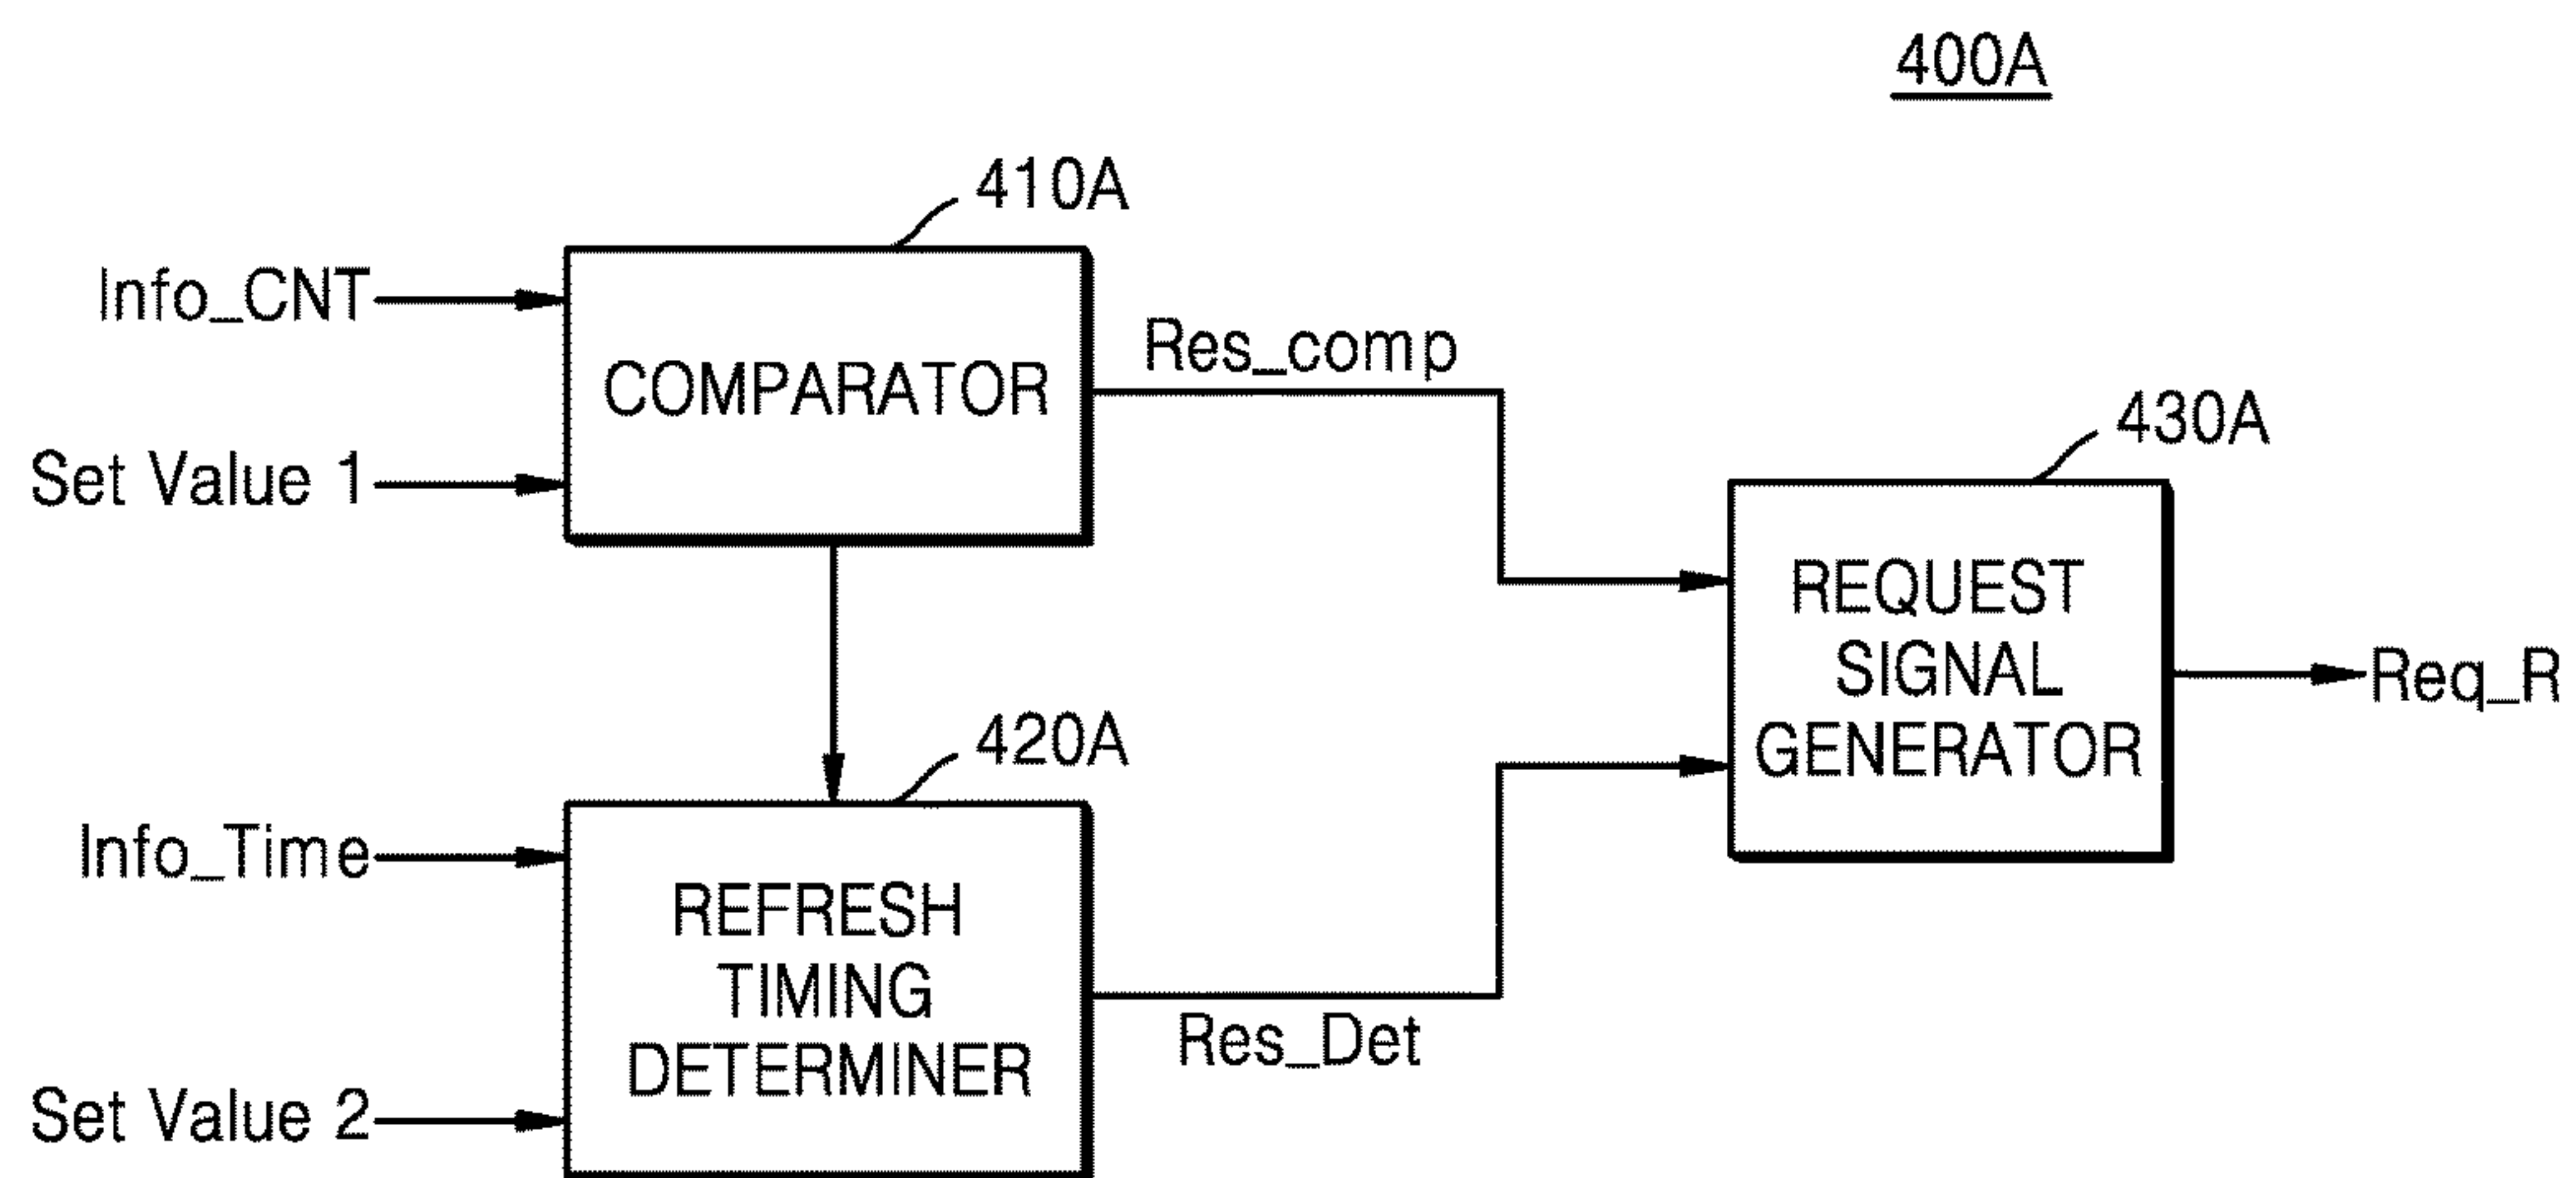 400A
410A
Info_CNT
Set Value 1
COMPARATOR
Res_comp
430A
REQUEST
SIGNAL
GENERATOR
Req_R
420A
Info_Time
Set Value 2
REFRESH
TIMING
DETERMINER
Res_Det